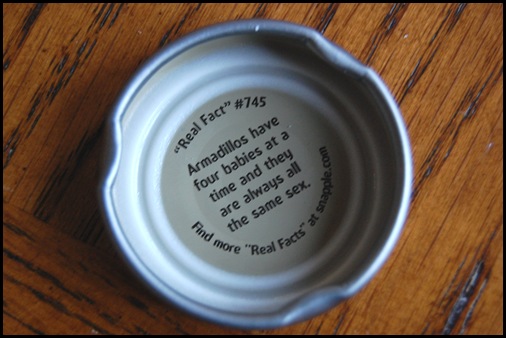 "Real Fact" #745
Armadillos have
four babies at a
time and they
are always all
the same sex.
Find more "Real Facts" at snapple.com